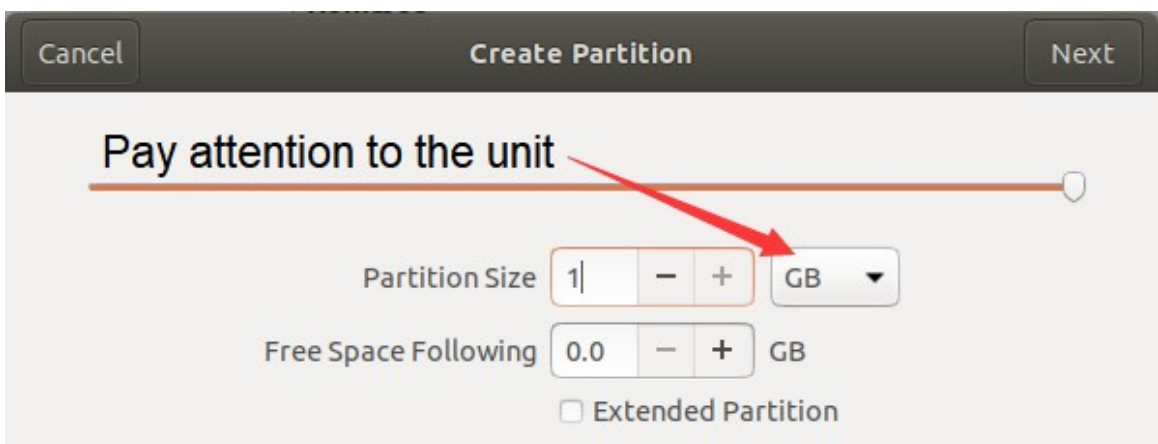 Cancel Create Partition Next
Pay attention to the unit
Partition Size 1 − + GB
Free Space Following 0.0 − + GB
Extended Partition